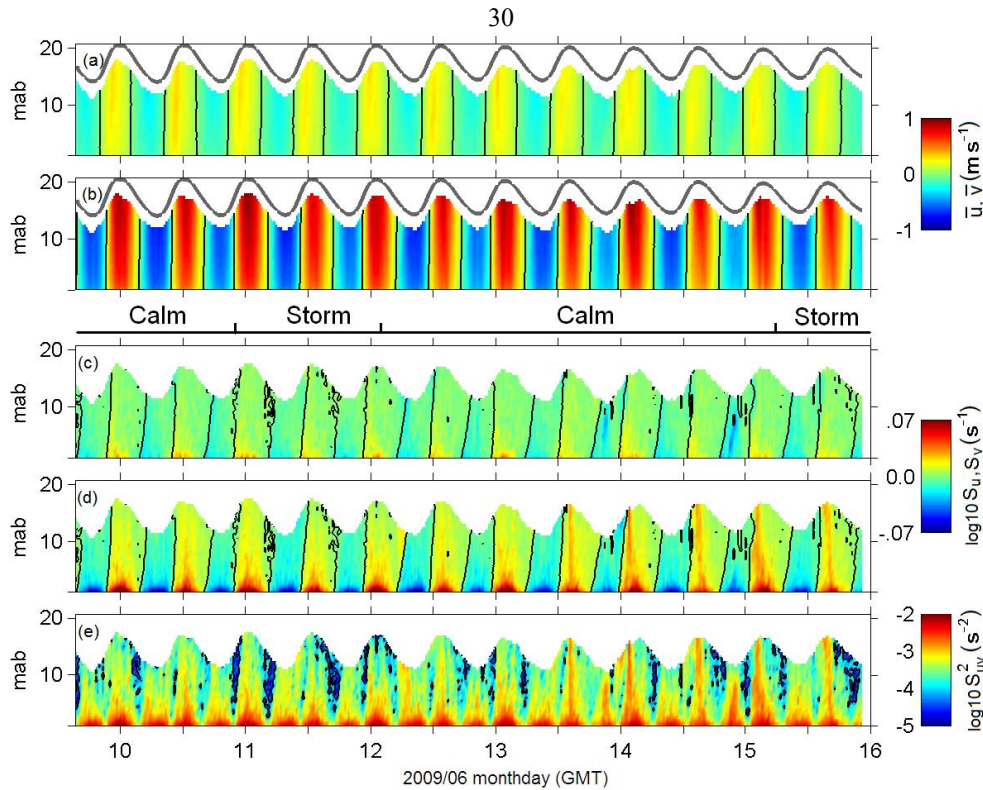 30
(a)
20
10
mab
(b)
20
10
mab
1
0
-1
u̅, v̅ (m s⁻¹)
Calm Storm Calm Storm
(c)
20
10
mab
(d)
20
10
mab
.07
0.0
-.07
log10 Sᵤ, Sᵥ (s⁻¹)
(e)
20
10
mab
-2
-3
-4
-5
log10 S²ᵤᵥ (s⁻²)
10 11 12 13 14 15 16
2009/06 monthday (GMT)